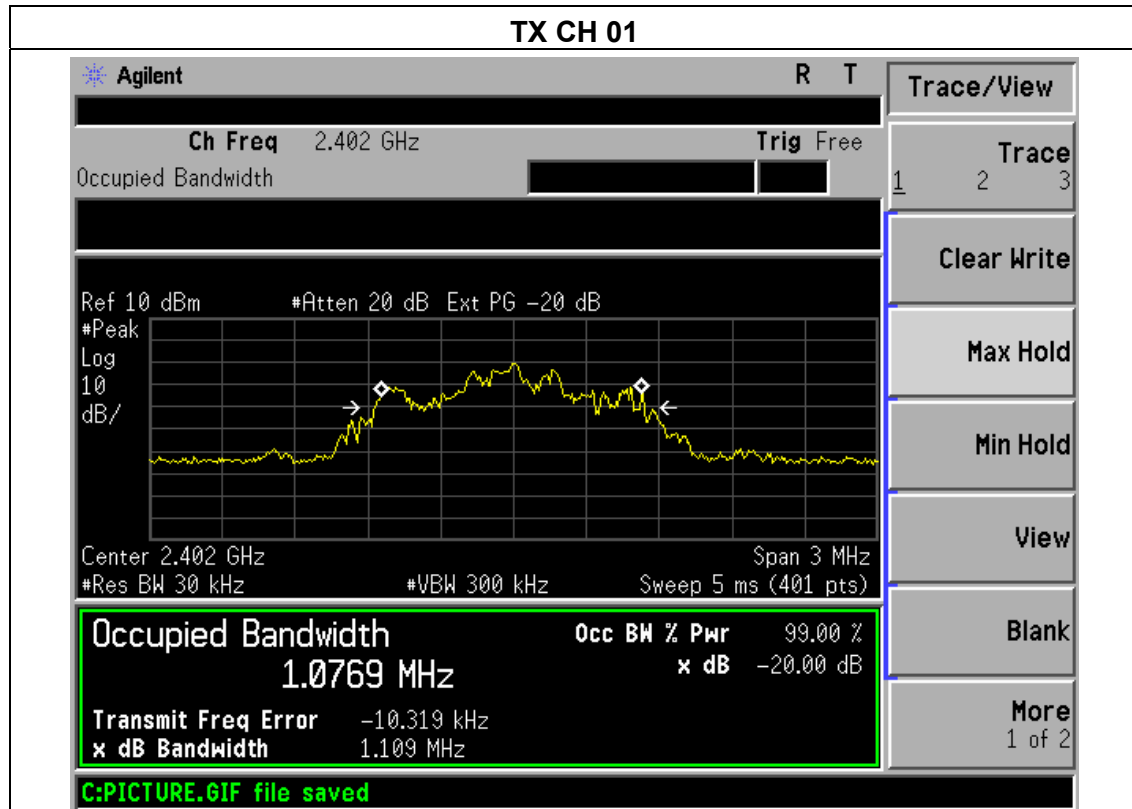 TX CH 01
Agilent R T
Trace/View
Ch Freq 2.402 GHz Trig Free
Occupied Bandwidth
Trace
1 2 3
Clear Write
Ref 10 dBm #Atten 20 dB Ext PG −20 dB
#Peak
Log
10
dB/
Max Hold
Min Hold
View
Center 2.402 GHz Span 3 MHz
#Res BW 30 kHz #VBW 300 kHz Sweep 5 ms (401 pts)
Occupied Bandwidth Occ BW % Pwr 99.00 %
1.0769 MHz x dB −20.00 dB
Blank
Transmit Freq Error −10.319 kHz
x dB Bandwidth 1.109 MHz
More
1 of 2
C:PICTURE.GIF file saved